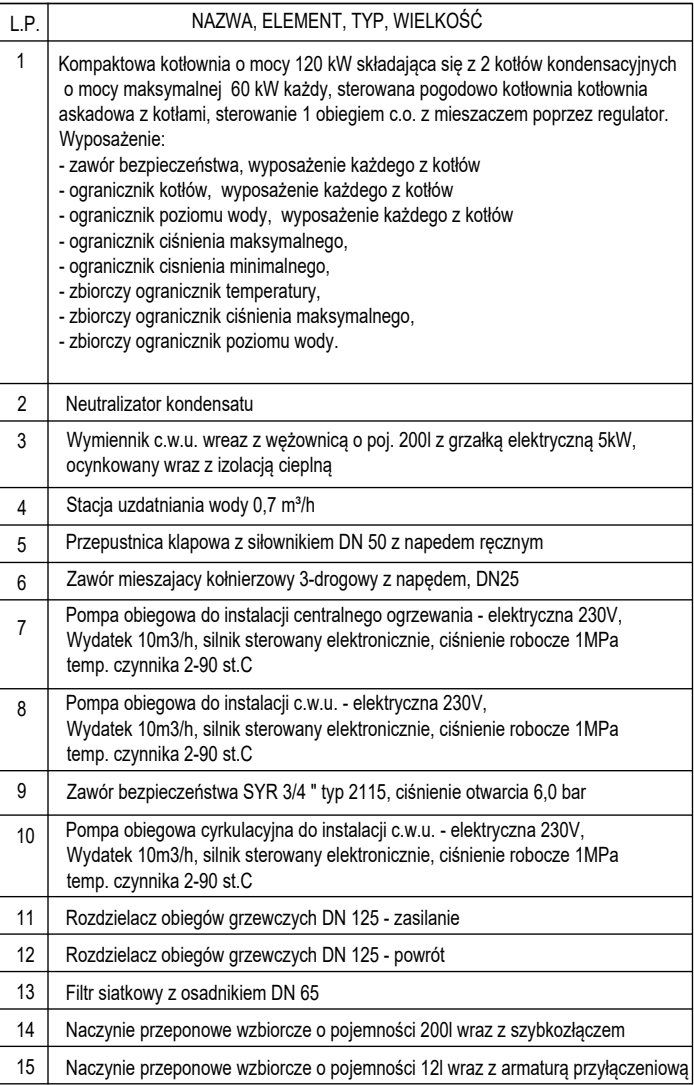 L.P. NAZWA, ELEMENT, TYP, WIELKOŚĆ
1 Kompaktowa kotłownia o mocy 120 kW składająca się z 2 kotłów kondensacyjnych
o mocy maksymalnej 60 kW każdy, sterowana pogodowo kotłownia kotłownia
askadowa z kotłami, sterowanie 1 obiegiem c.o. z mieszaczem poprzez regulator.
Wyposażenie:
- zawór bezpieczeństwa, wyposażenie każdego z kotłów
- ogranicznik kotłów, wyposażenie każdego z kotłów
- ogranicznik poziomu wody, wyposażenie każdego z kotłów
- ogranicznik ciśnienia maksymalnego,
- ogranicznik cisnienia minimalnego,
- zbiorczy ogranicznik temperatury,
- zbiorczy ogranicznik ciśnienia maksymalnego,
- zbiorczy ogranicznik poziomu wody.
2 Neutralizator kondensatu
3 Wymiennik c.w.u. wreaz z wężownicą o poj. 200l z grzałką elektryczną 5kW,
ocynkowany wraz z izolacją cieplną
4 Stacja uzdatniania wody 0,7 m³/h
5 Przepustnica klapowa z siłownikiem DN 50 z napedem ręcznym
6 Zawór mieszajacy kołnierzowy 3-drogowy z napędem, DN25
7 Pompa obiegowa do instalacji centralnego ogrzewania - elektryczna 230V,
Wydatek 10m3/h, silnik sterowany elektronicznie, ciśnienie robocze 1MPa
temp. czynnika 2-90 st.C
8 Pompa obiegowa do instalacji c.w.u. - elektryczna 230V,
Wydatek 10m3/h, silnik sterowany elektronicznie, ciśnienie robocze 1MPa
temp. czynnika 2-90 st.C
9 Zawór bezpieczeństwa SYR 3/4 " typ 2115, ciśnienie otwarcia 6,0 bar
10 Pompa obiegowa cyrkulacyjna do instalacji c.w.u. - elektryczna 230V,
Wydatek 10m3/h, silnik sterowany elektronicznie, ciśnienie robocze 1MPa
temp. czynnika 2-90 st.C
11 Rozdzielacz obiegów grzewczych DN 125 - zasilanie
12 Rozdzielacz obiegów grzewczych DN 125 - powrót
13 Filtr siatkowy z osadnikiem DN 65
14 Naczynie przeponowe wzbiorcze o pojemności 200l wraz z szybkozłączem
15 Naczynie przeponowe wzbiorcze o pojemności 12l wraz z armaturą przyłączeniową